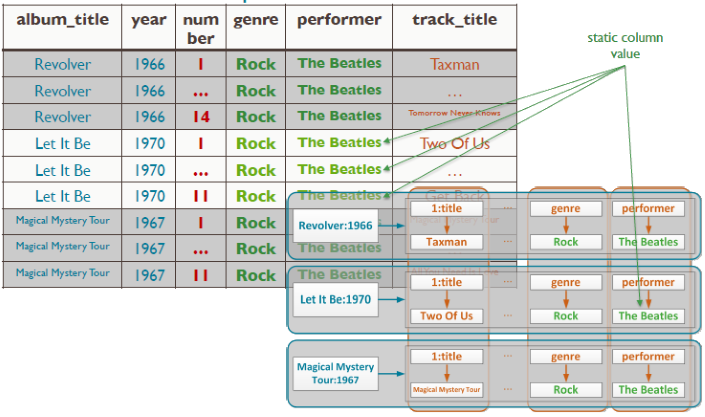 album_title year num ber genre performer track_title
static column
value
Revolver 1966 1 Rock The Beatles Taxman
Revolver 1966 ... Rock The Beatles ...
Revolver 1966 14 Rock The Beatles Tomorrow Never Knows
Let It Be 1970 1 Rock The Beatles Two Of Us
Let It Be 1970 ... Rock The Beatles ...
Let It Be 1970 11 Rock The Beatles Get Back
Magical Mystery Tour 1967 1 Rock
Magical Mystery Tour 1967 ... Rock The Beatles
Magical Mystery Tour 1967 11 Rock The Beatles
1:title ... genre performer
Revolver:1966
Taxman ... Rock The Beatles
1:title ... genre performer
Let It Be:1970
Two Of Us ... Rock The Beatles
1:title ... genre performer
Magical Mystery
Tour:1967
Magical Mystery Tour ... Rock The Beatles